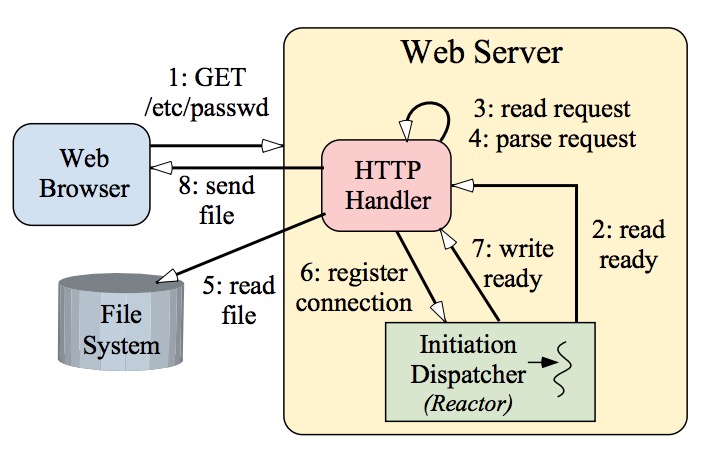 Web Server
1: GET
/etc/passwd
3: read request
4: parse request
Web
Browser
HTTP
Handler
8: send
file
2: read
ready
7: write
ready
6: register
connection
5: read
file
File
System
Initiation
Dispatcher
(Reactor)